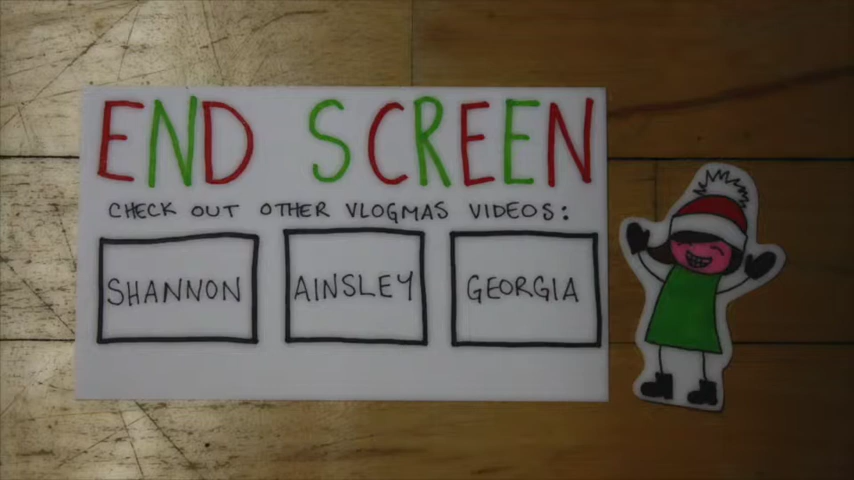 END SCREEN
CHECK OUT OTHER VLOGMAS VIDEOS:
SHANNON AINSLEY GEORGIA